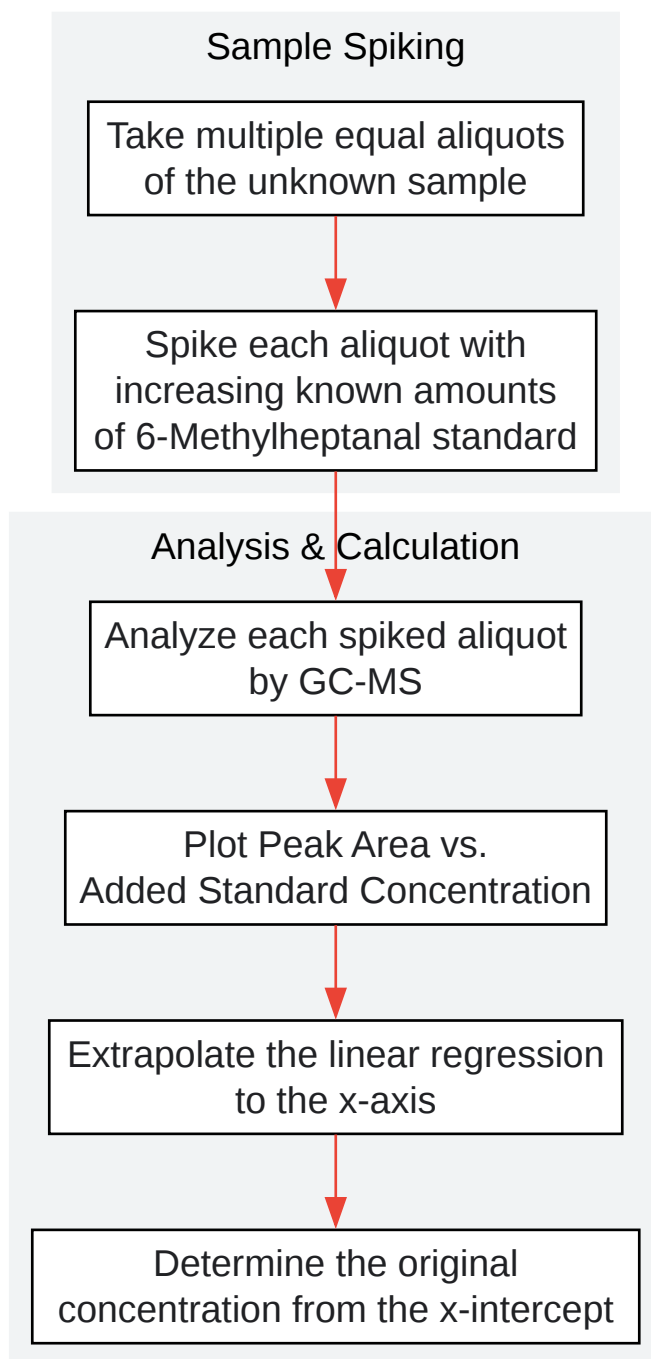 Sample Spiking
Take multiple equal aliquots
of the unknown sample
Spike each aliquot with
increasing known amounts
of 6-Methylheptanal standard
Analysis & Calculation
Analyze each spiked aliquot
by GC-MS
Plot Peak Area vs.
Added Standard Concentration
Extrapolate the linear regression
to the x-axis
Determine the original
concentration from the x-intercept